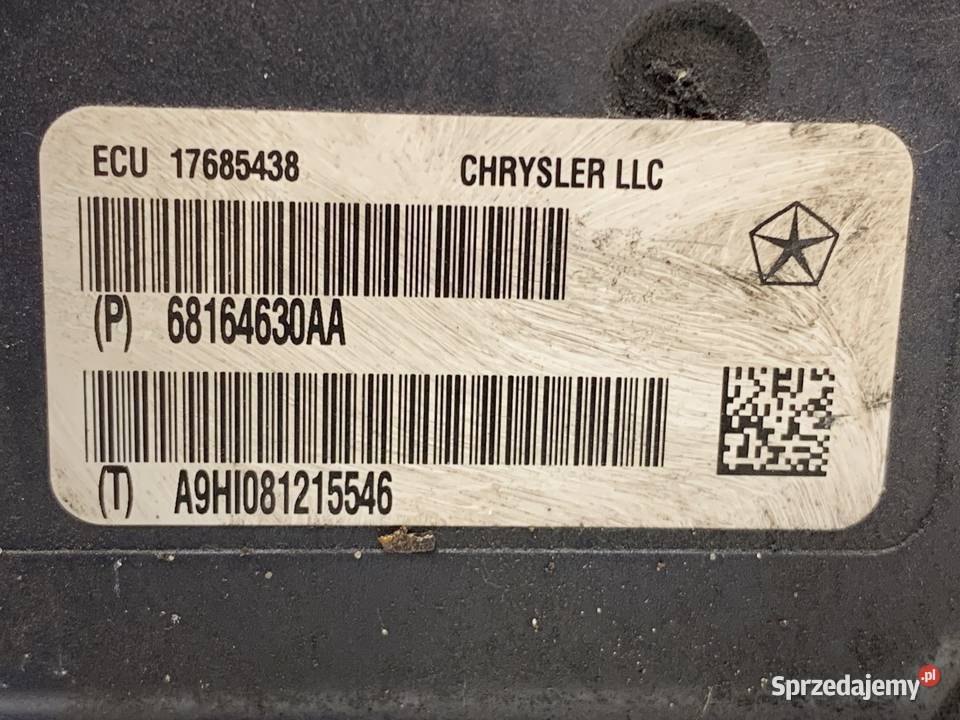 ECU 17685438 CHRYSLER LLC
(P) 68164630AA
(T) A9HI081215546
Sprzedajemy.pl